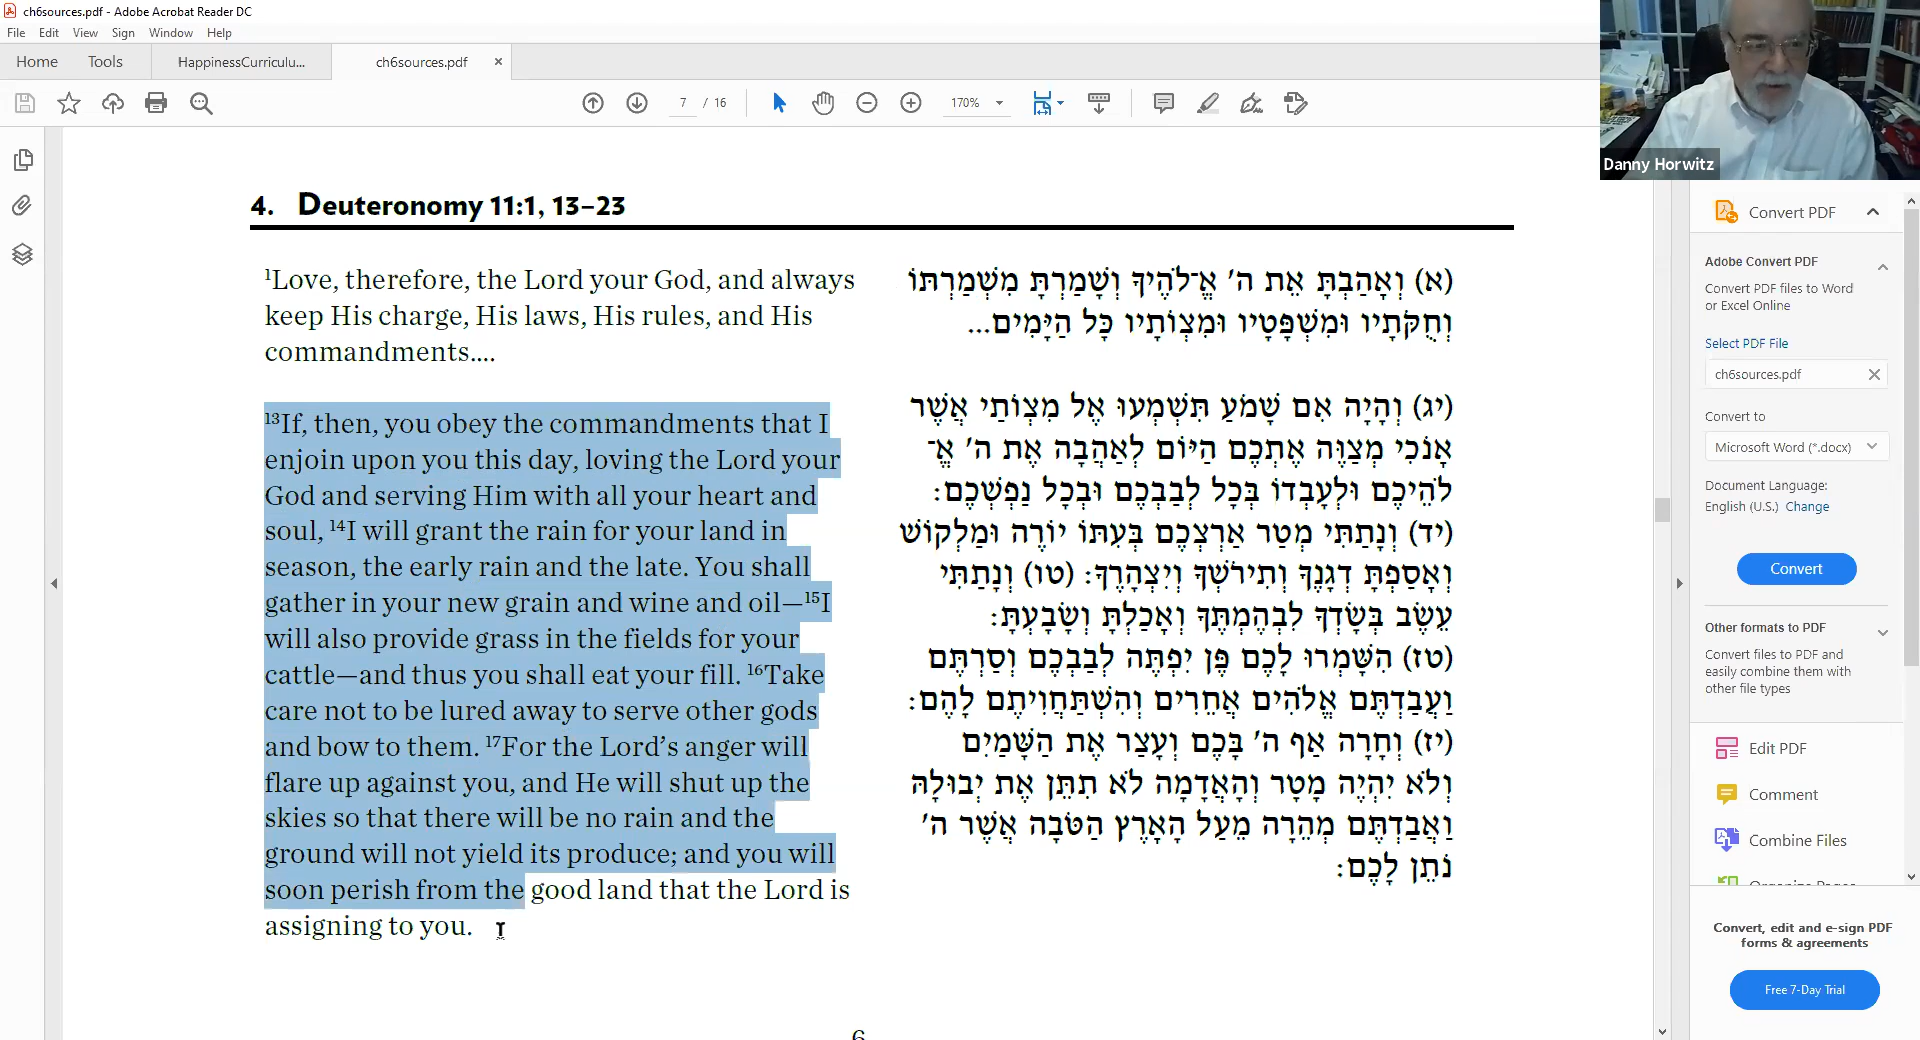 ch6sources.pdf - Adobe Acrobat Reader DC
File Edit View Sign Window Help
Home Tools HappinessCurriculu... ch6sources.pdf ×
7 / 16 170%
Danny Horwitz
4. Deuteronomy 11:1, 13–23
¹Love, therefore, the Lord your God, and always
keep His charge, His laws, His rules, and His
commandments....
¹³If, then, you obey the commandments that I
enjoin upon you this day, loving the Lord your
God and serving Him with all your heart and
soul, ¹⁴I will grant the rain for your land in
season, the early rain and the late. You shall
gather in your new grain and wine and oil—¹⁵I
will also provide grass in the fields for your
cattle—and thus you shall eat your fill. ¹⁶Take
care not to be lured away to serve other gods
and bow to them. ¹⁷For the Lord’s anger will
flare up against you, and He will shut up the
skies so that there will be no rain and the
ground will not yield its produce; and you will
soon perish from the good land that the Lord is
assigning to you.
(א) וְאָהַבְתָּ אֵת ה' אֱ־לֹהֶיךָ וְשָׁמַרְתָּ מִשְׁמַרְתּוֹ
וְחֻקֹּתָיו וּמִשְׁפָּטָיו וּמִצְוֹתָיו כָּל הַיָּמִים...
(יג) וְהָיָה אִם שָׁמֹעַ תִּשְׁמְעוּ אֶל מִצְוֹתַי אֲשֶׁר
אָנֹכִי מְצַוֶּה אֶתְכֶם הַיּוֹם לְאַהֲבָה אֶת ה' אֱ־
לֹהֵיכֶם וּלְעָבְדוֹ בְּכָל לְבַבְכֶם וּבְכָל נַפְשְׁכֶם:
(יד) וְנָתַתִּי מְטַר אַרְצְכֶם בְּעִתּוֹ יוֹרֶה וּמַלְקוֹשׁ
וְאָסַפְתָּ דְגָנֶךָ וְתִירֹשְׁךָ וְיִצְהָרֶךָ: (טו) וְנָתַתִּי
עֵשֶׂב בְּשָׂדְךָ לִבְהֶמְתֶּךָ וְאָכַלְתָּ וְשָׂבָעְתָּ:
(טז) הִשָּׁמְרוּ לָכֶם פֶּן יִפְתֶּה לְבַבְכֶם וְסַרְתֶּם
וַעֲבַדְתֶּם אֱלֹהִים אֲחֵרִים וְהִשְׁתַּחֲוִיתֶם לָהֶם:
(יז) וְחָרָה אַף ה' בָּכֶם וְעָצַר אֶת הַשָּׁמַיִם
וְלֹא יִהְיֶה מָטָר וְהָאֲדָמָה לֹא תִתֵּן אֶת יְבוּלָהּ
וַאֲבַדְתֶּם מְהֵרָה מֵעַל הָאָרֶץ הַטֹּבָה אֲשֶׁר ה'
נֹתֵן לָכֶם:
6
Convert PDF
Adobe Convert PDF
Convert PDF files to Word
or Excel Online
Select PDF File
ch6sources.pdf
Convert to
Microsoft Word (*.docx)
Document Language:
English (U.S.) Change
Convert
Other formats to PDF
Convert files to PDF and
easily combine them with
other file types
Edit PDF
Comment
Combine Files
Organize Pages
Convert, edit and e-sign PDF
forms & agreements
Free 7-Day Trial